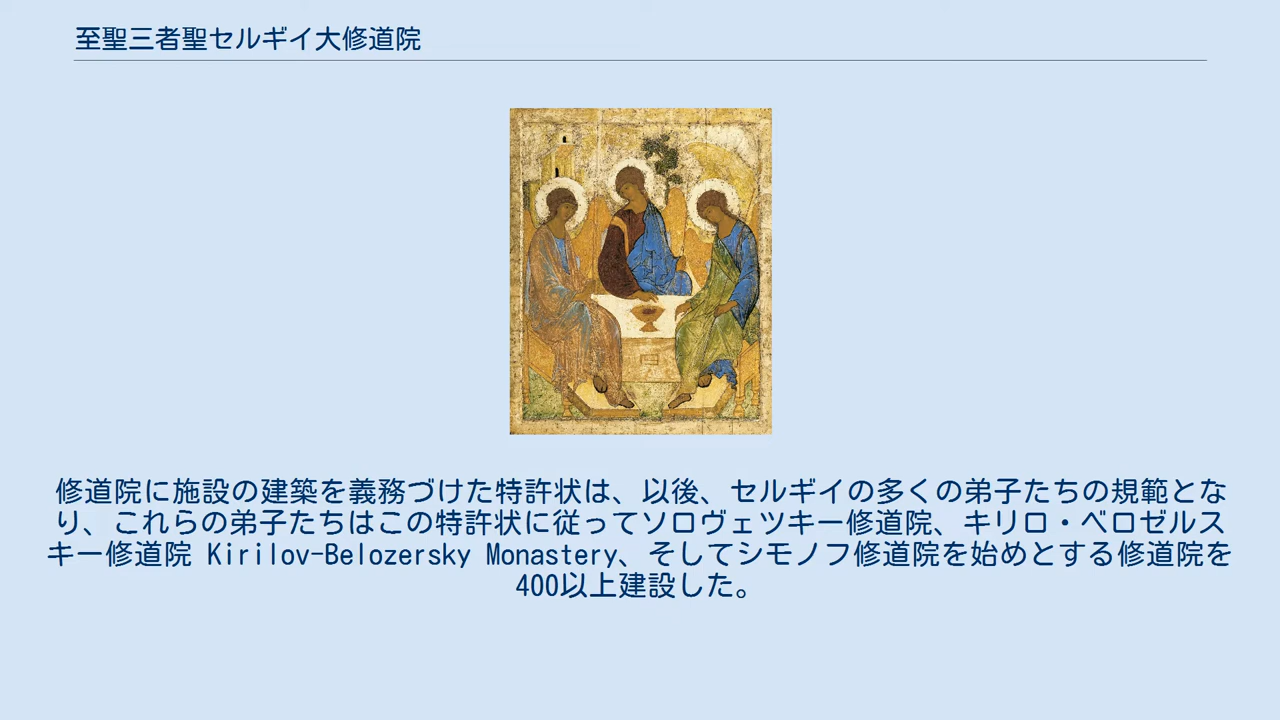 至聖三者聖セルギイ大修道院
修道院に施設の建築を義務づけた特許状は、以後、セルギイの多くの弟子たちの規範とな
り、これらの弟子たちはこの特許状に従ってソロヴェツキー修道院、キリロ・ベロゼルス
キー修道院 Kirilov-Belozersky Monastery、そしてシモノフ修道院を始めとする修道院を
400以上建設した。